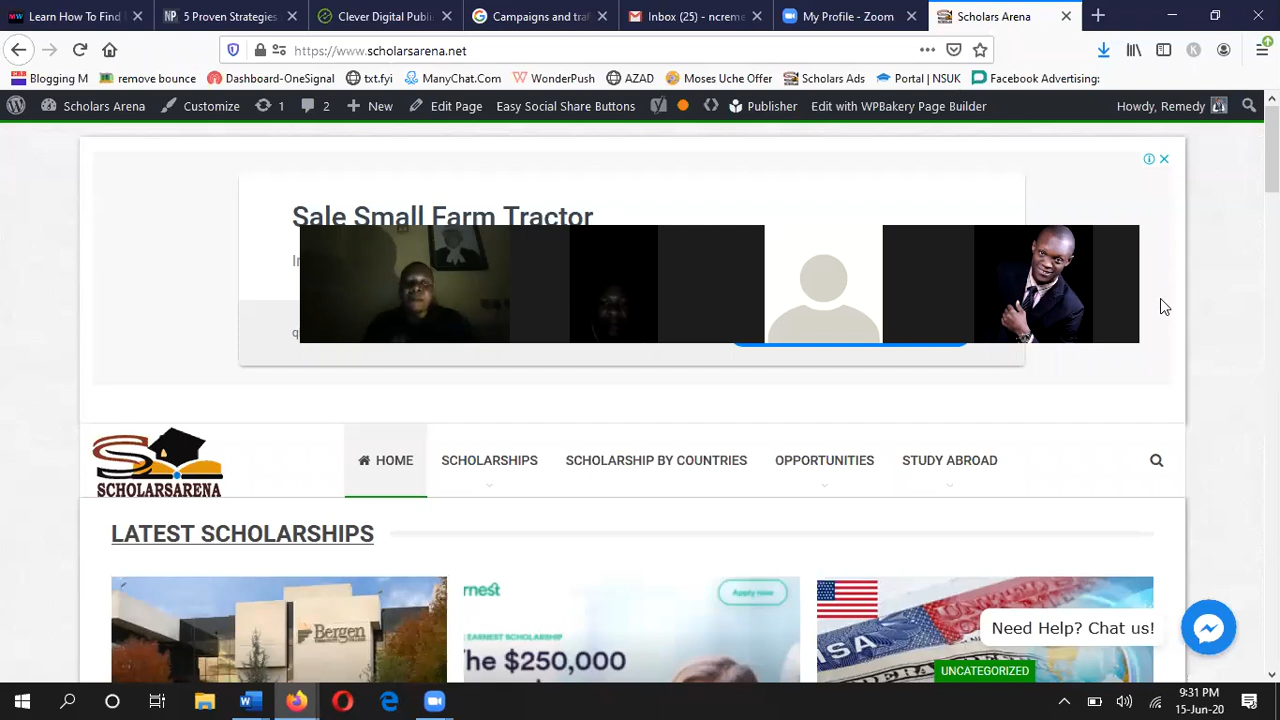 Learn How To Find
5 Proven Strategies
Clever Digital Publi
Campaigns and traf
Inbox (25) - ncreme
My Profile - Zoom
Scholars Arena
https://www.scholarsarena.net
Blogging M
remove bounce
Dashboard-OneSignal
txt.fyi
ManyChat.Com
WonderPush
AZAD
Moses Uche Offer
Scholars Ads
Portal | NSUK
Facebook Advertising:
Scholars Arena
Customize
1
2
New
Edit Page
Easy Social Share Buttons
Publisher
Edit with WPBakery Page Builder
Howdy, Remedy
Sale Small Farm Tractor
SCHOLARSARENA
HOME
SCHOLARSHIPS
SCHOLARSHIP BY COUNTRIES
OPPORTUNITIES
STUDY ABROAD
LATEST SCHOLARSHIPS
Bergen
rnest
Apply now
EARNEST SCHOLARSHIP
he $250,000
VISA
UNCATEGORIZED
Need Help? Chat us!
9:31 PM
15-Jun-20